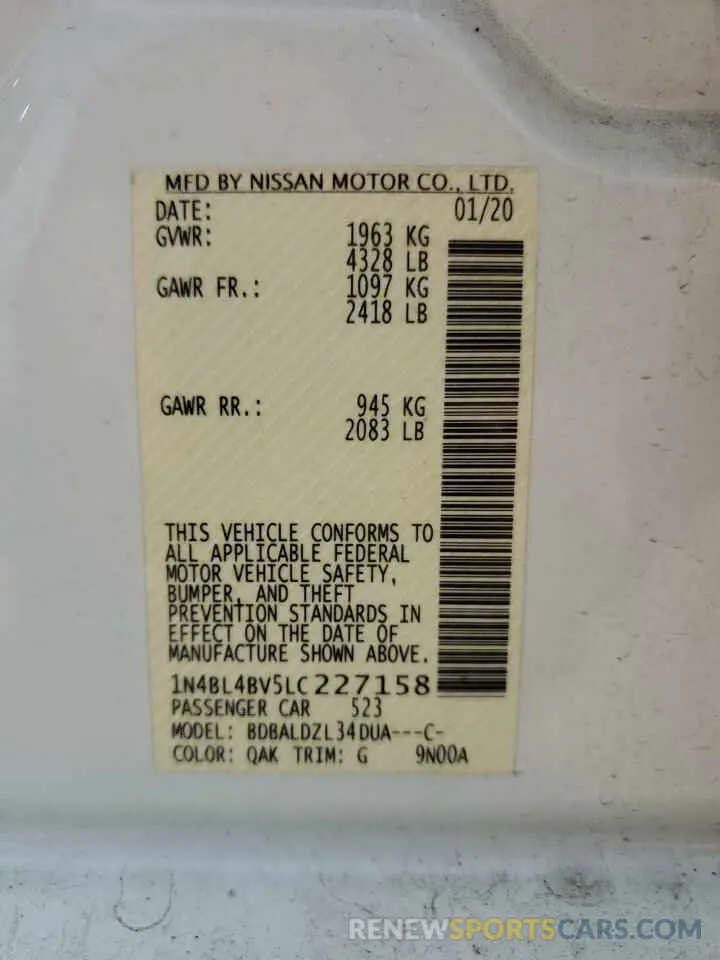 MFD BY NISSAN MOTOR CO., LTD.
DATE: 01/20
GVWR: 1963 KG
4328 LB
GAWR FR.: 1097 KG
2418 LB
GAWR RR.: 945 KG
2083 LB
THIS VEHICLE CONFORMS TO
ALL APPLICABLE FEDERAL
MOTOR VEHICLE SAFETY,
BUMPER, AND THEFT
PREVENTION STANDARDS IN
EFFECT ON THE DATE OF
MANUFACTURE SHOWN ABOVE.
1N4BL4BV5LC227158
PASSENGER CAR 523
MODEL: BDBALDZL34DUA---C-
COLOR: QAK TRIM: G 9N00A
RENEWSPORTSCARS.COM